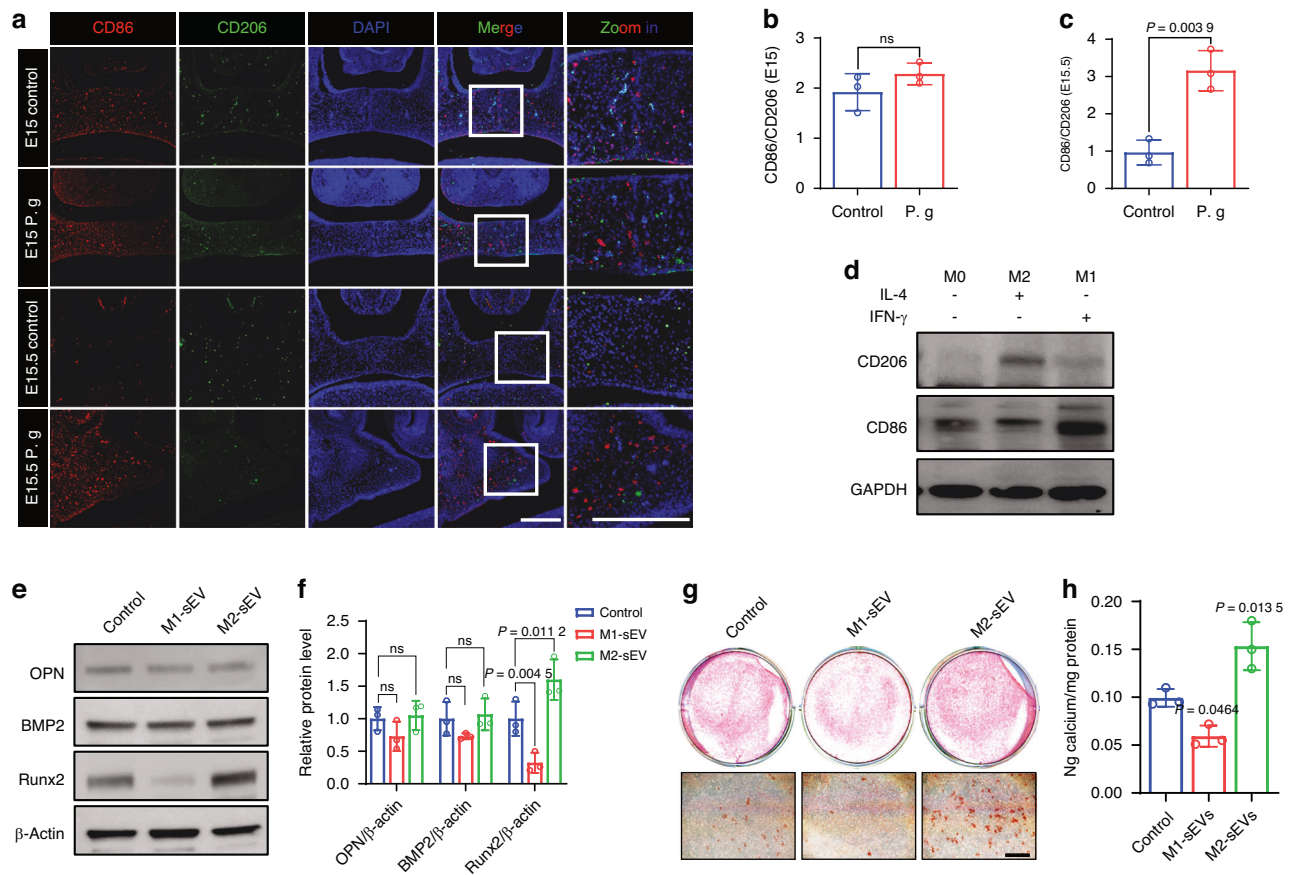 a
CD86 CD206 DAPI Merge Zoom in
E15 control
E15 P. g
E15.5 control
E15.5 P. g
b
CD86/CD206 (E15)
3
2
1
0
ns
Control P. g
c
CD86/CD206 (E15.5)
5
4
3
2
1
0
P = 0.003 9
Control P. g
d
M0 M2 M1
IL-4 - + -
IFN-γ - - +
CD206
CD86
GAPDH
e
Control M1-sEV M2-sEV
OPN
BMP2
Runx2
β-Actin
f
Relative protein level
2.5
2.0
1.5
1.0
0.5
0.0
ns
ns
ns
ns
P = 0.011 2
P = 0.004 5
Control
M1-sEV
M2-sEV
OPN/β-actin BMP2/β-actin Runx2/β-actin
g
Control M1-sEV M2-sEV
h
Ng calcium/mg protein
0.20
0.15
0.10
0.05
0.00
P = 0.013 5
P = 0.0464
Control M1-sEVs M2-sEVs